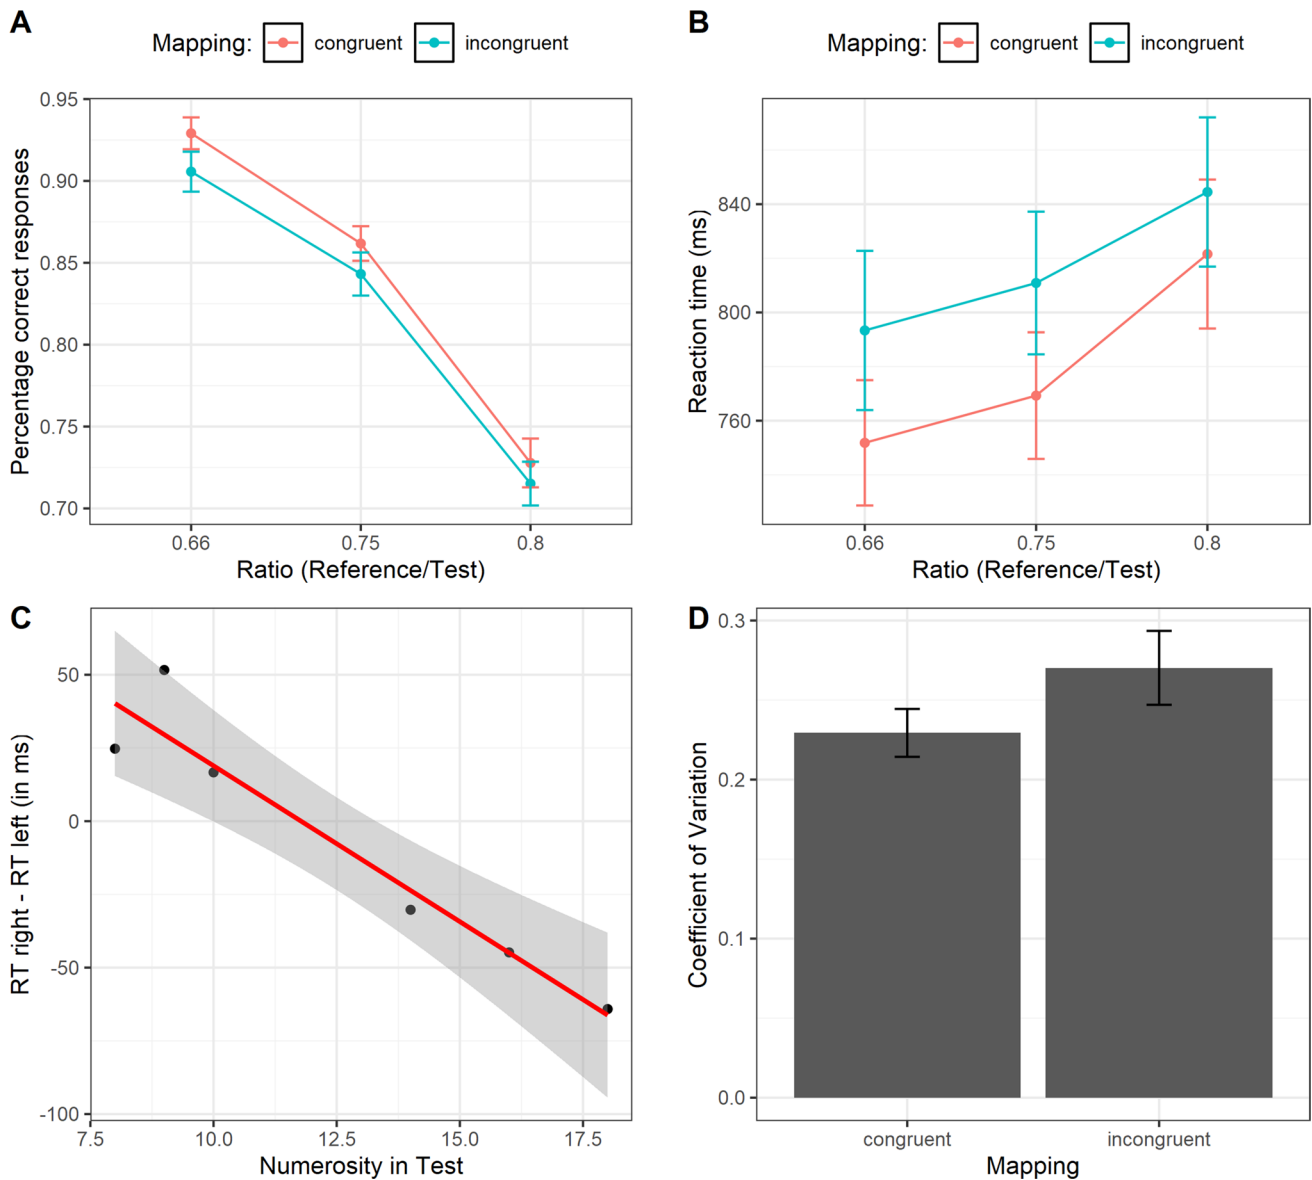 A
Mapping: congruent incongruent
0.95
0.90
0.85
0.80
0.75
0.70
Percentage correct responses
0.66 0.75 0.8
Ratio (Reference/Test)
B
Mapping: congruent incongruent
840
800
760
Reaction time (ms)
0.66 0.75 0.8
Ratio (Reference/Test)
C
50
0
-50
-100
RT right - RT left (in ms)
7.5 10.0 12.5 15.0 17.5
Numerosity in Test
D
0.3
0.2
0.1
0.0
Coefficient of Variation
congruent incongruent
Mapping